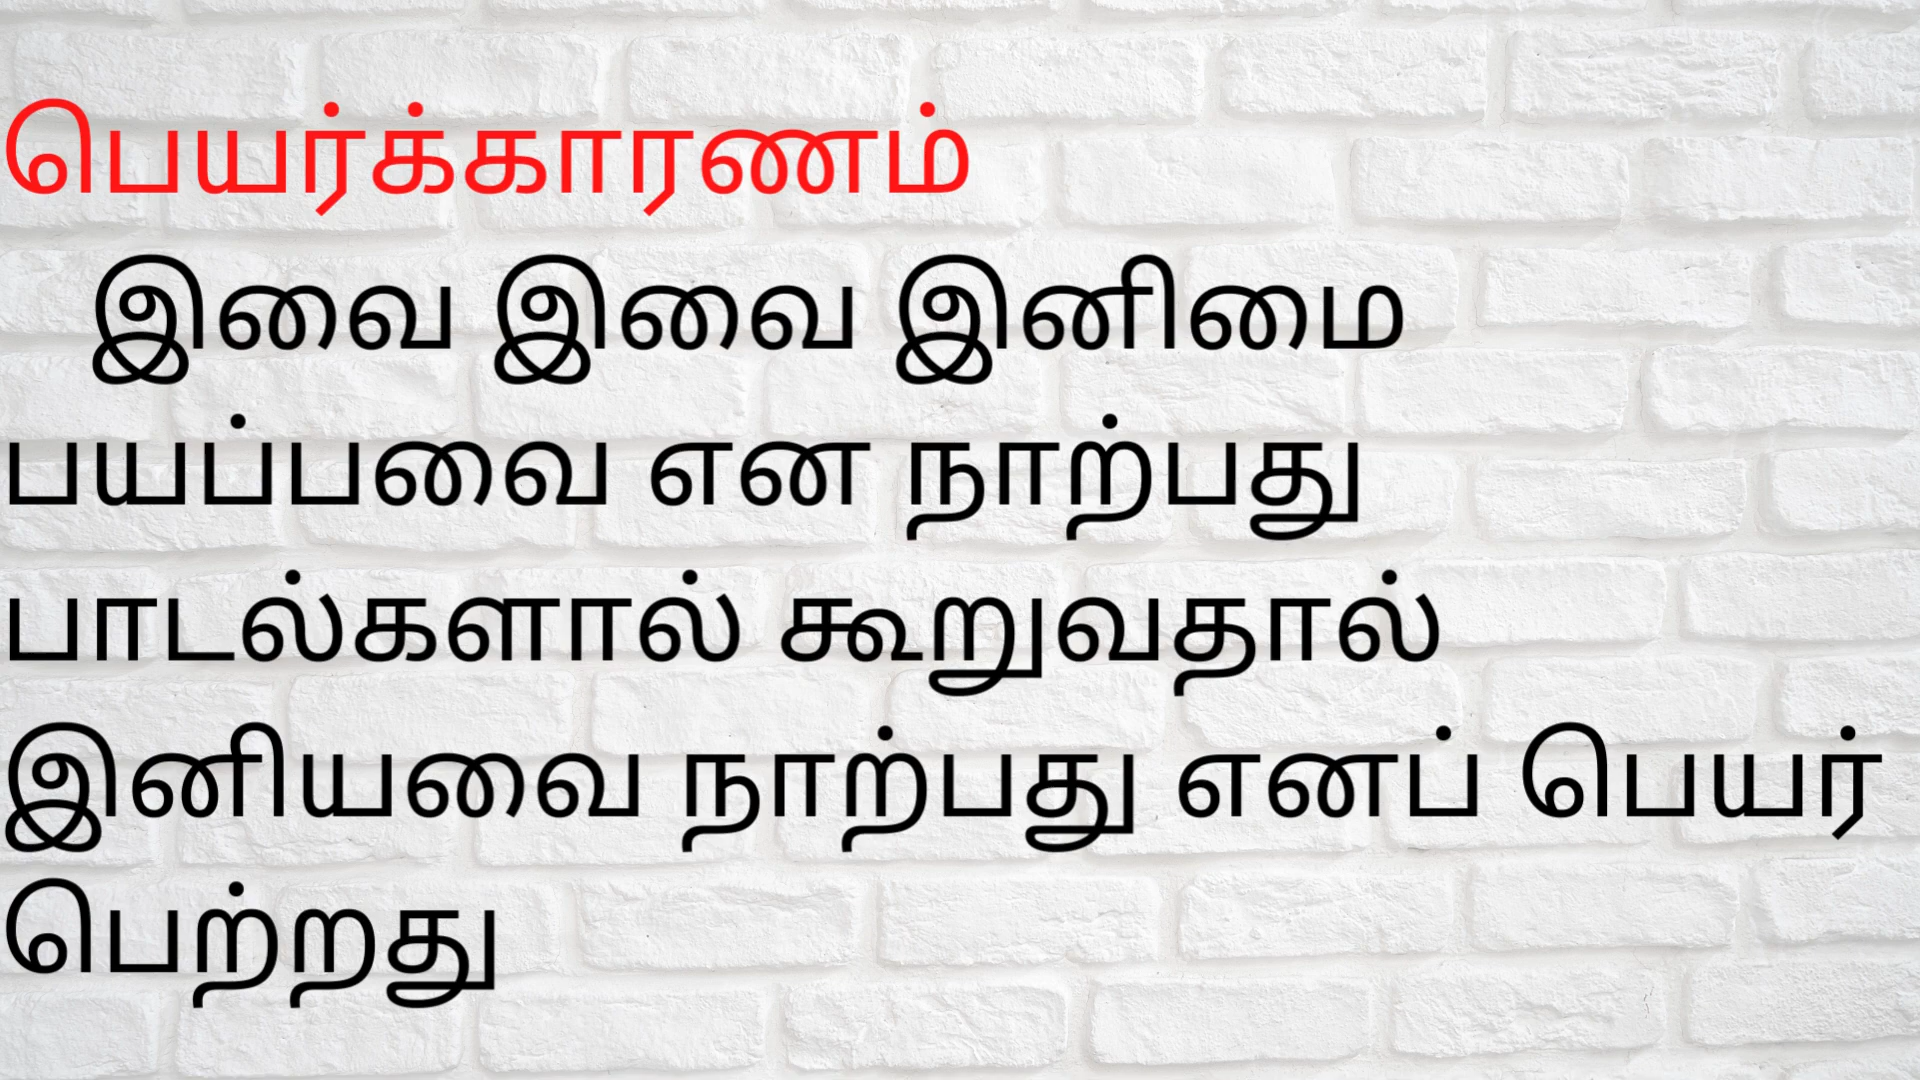 பெயர்க்காரணம்
இவை இவை இனிமை
பயப்பவை என நாற்பது
பாடல்களால் கூறுவதால்
இனியவை நாற்பது எனப் பெயர்
பெற்றது